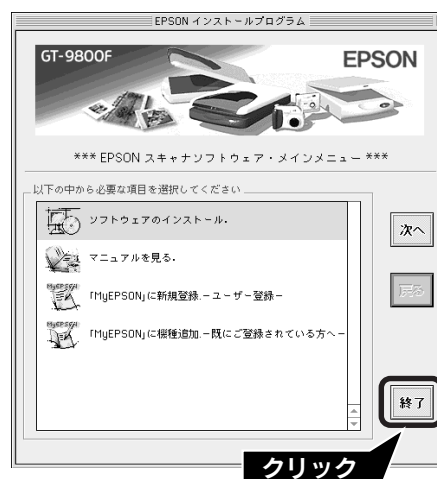 EPSON インストールプログラム
GT-9800F
EPSON
*** EPSON スキャナソフトウェア・メインメニュー ***
以下の中から必要な項目を選択してください
ソフトウェアのインストール.
マニュアルを見る.
MyEPSON
「MyEPSON」に新規登録.－ユーザー登録－
MyEPSON
「MyEPSON」に機種追加.－既にご登録されている方へ－
次へ
戻る
終了
クリック